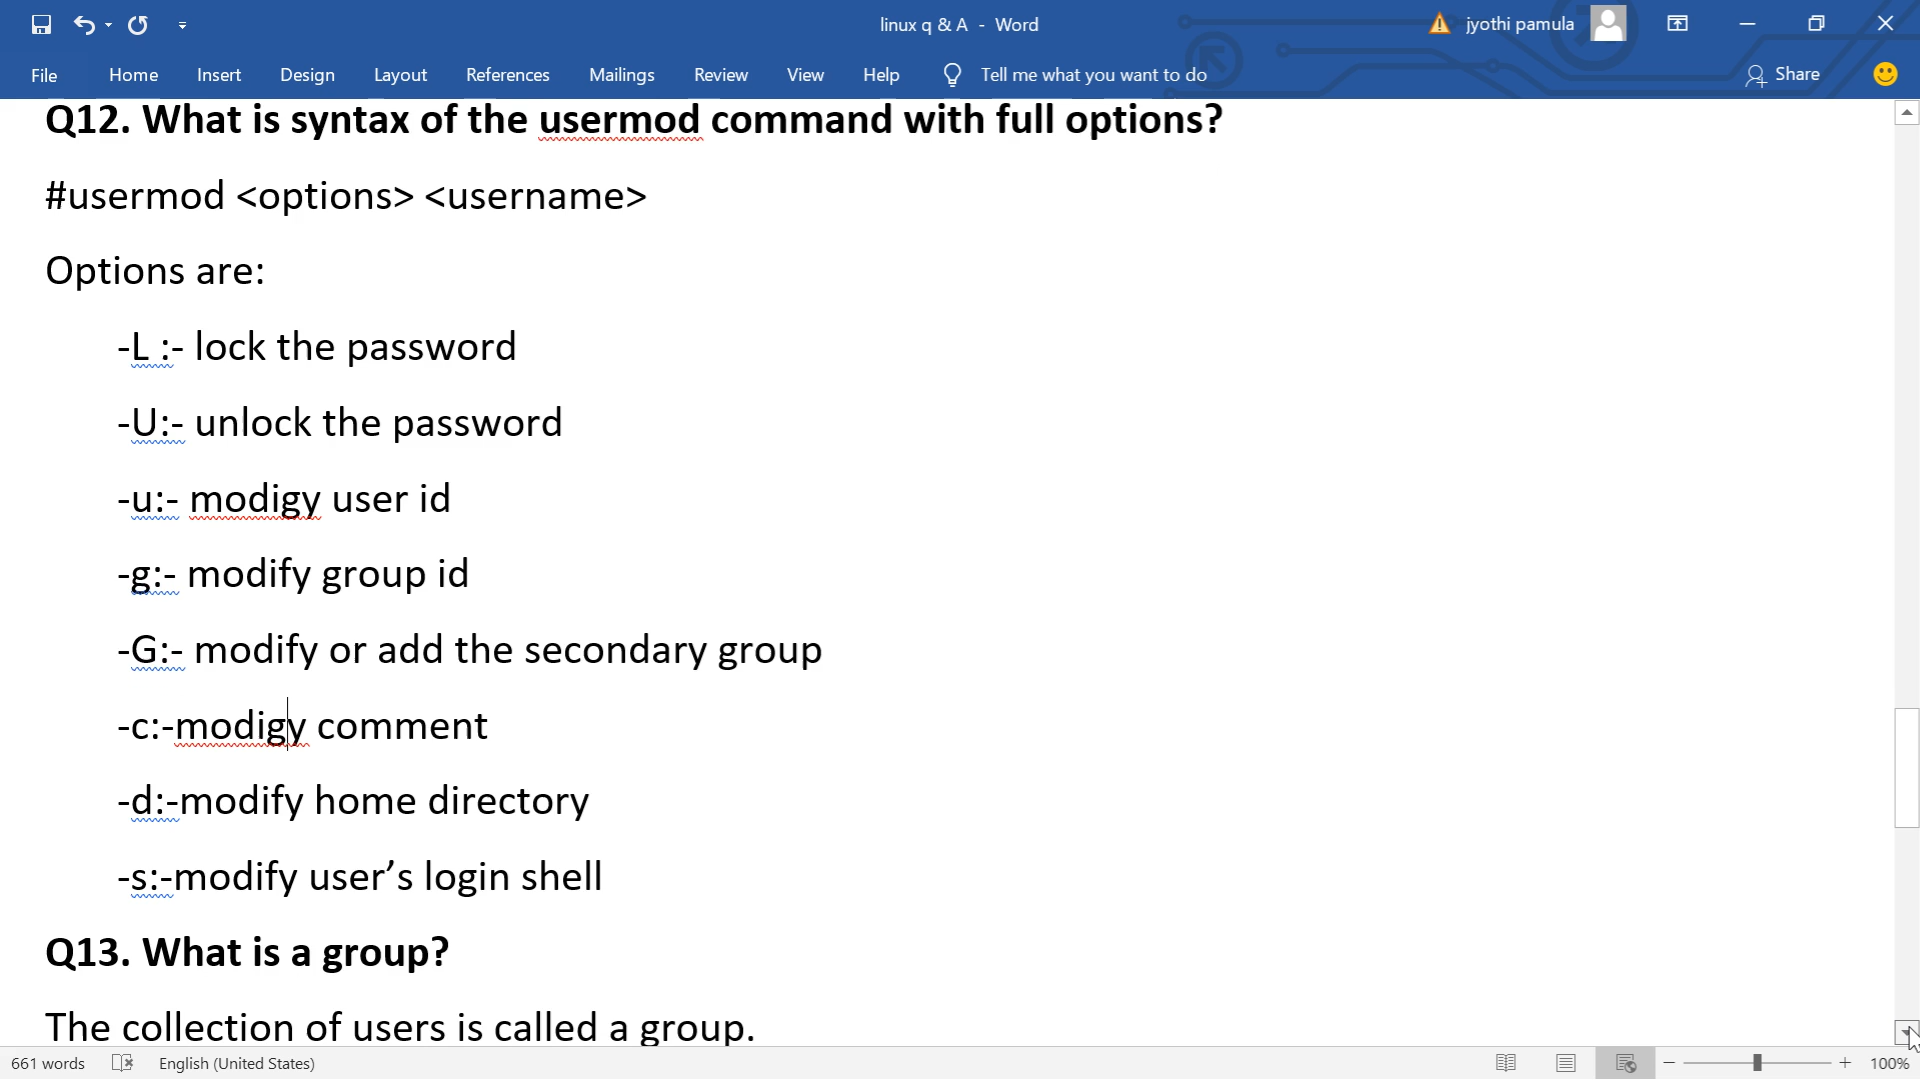 linux q & A - Word
jyothi pamula
File Home Insert Design Layout References Mailings Review View Help Tell me what you want to do Share
Q12. What is syntax of the usermod command with full options?
#usermod <options> <username>
Options are:
-L :- lock the password
-U:- unlock the password
-u:- modigy user id
-g:- modify group id
-G:- modify or add the secondary group
-c:-modigy comment
-d:-modify home directory
-s:-modify user’s login shell
Q13. What is a group?
The collection of users is called a group.
661 words English (United States) 100%